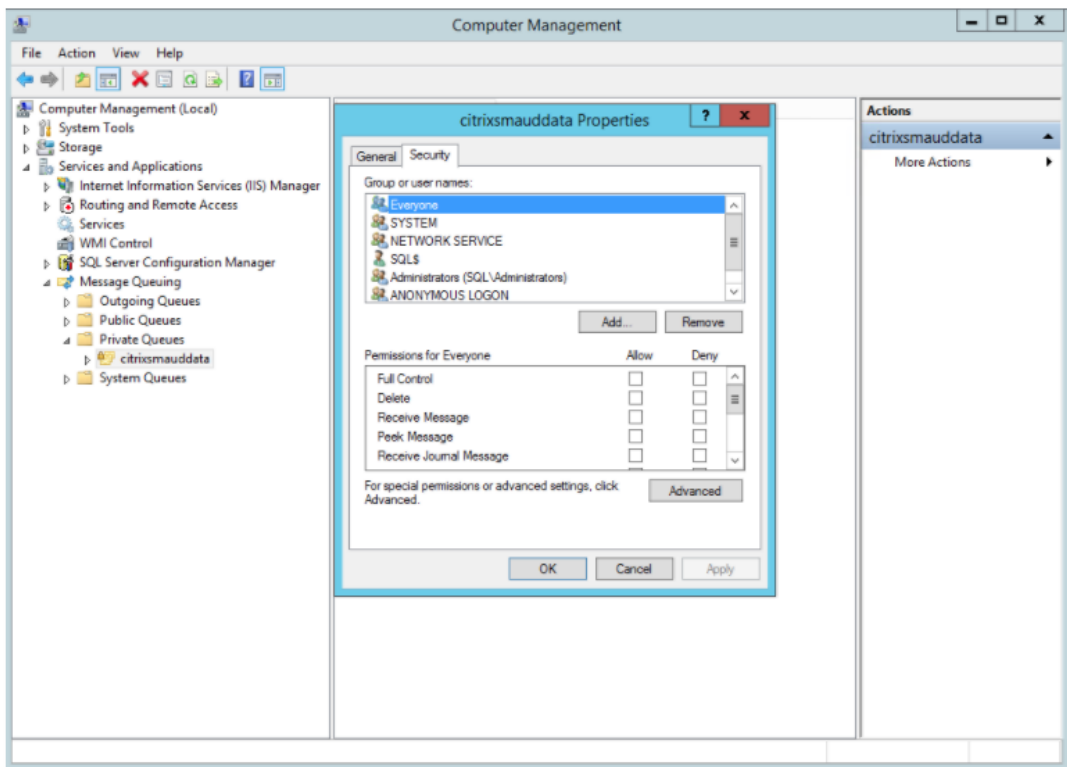 Computer Management
File Action View Help
Computer Management (Local)
System Tools
Storage
Services and Applications
Internet Information Services (IIS) Manager
Routing and Remote Access
Services
WMI Control
SQL Server Configuration Manager
Message Queuing
Outgoing Queues
Public Queues
Private Queues
citrixsmauddata
System Queues
citrixsmauddata Properties
General Security
Group or user names:
Everyone
SYSTEM
NETWORK SERVICE
SQL$
Administrators (SQL\Administrators)
ANONYMOUS LOGON
Add... Remove
Permissions for Everyone Allow Deny
Full Control
Delete
Receive Message
Peek Message
Receive Journal Message
For special permissions or advanced settings, click
Advanced.
Advanced
OK Cancel Apply
Actions
citrixsmauddata
More Actions